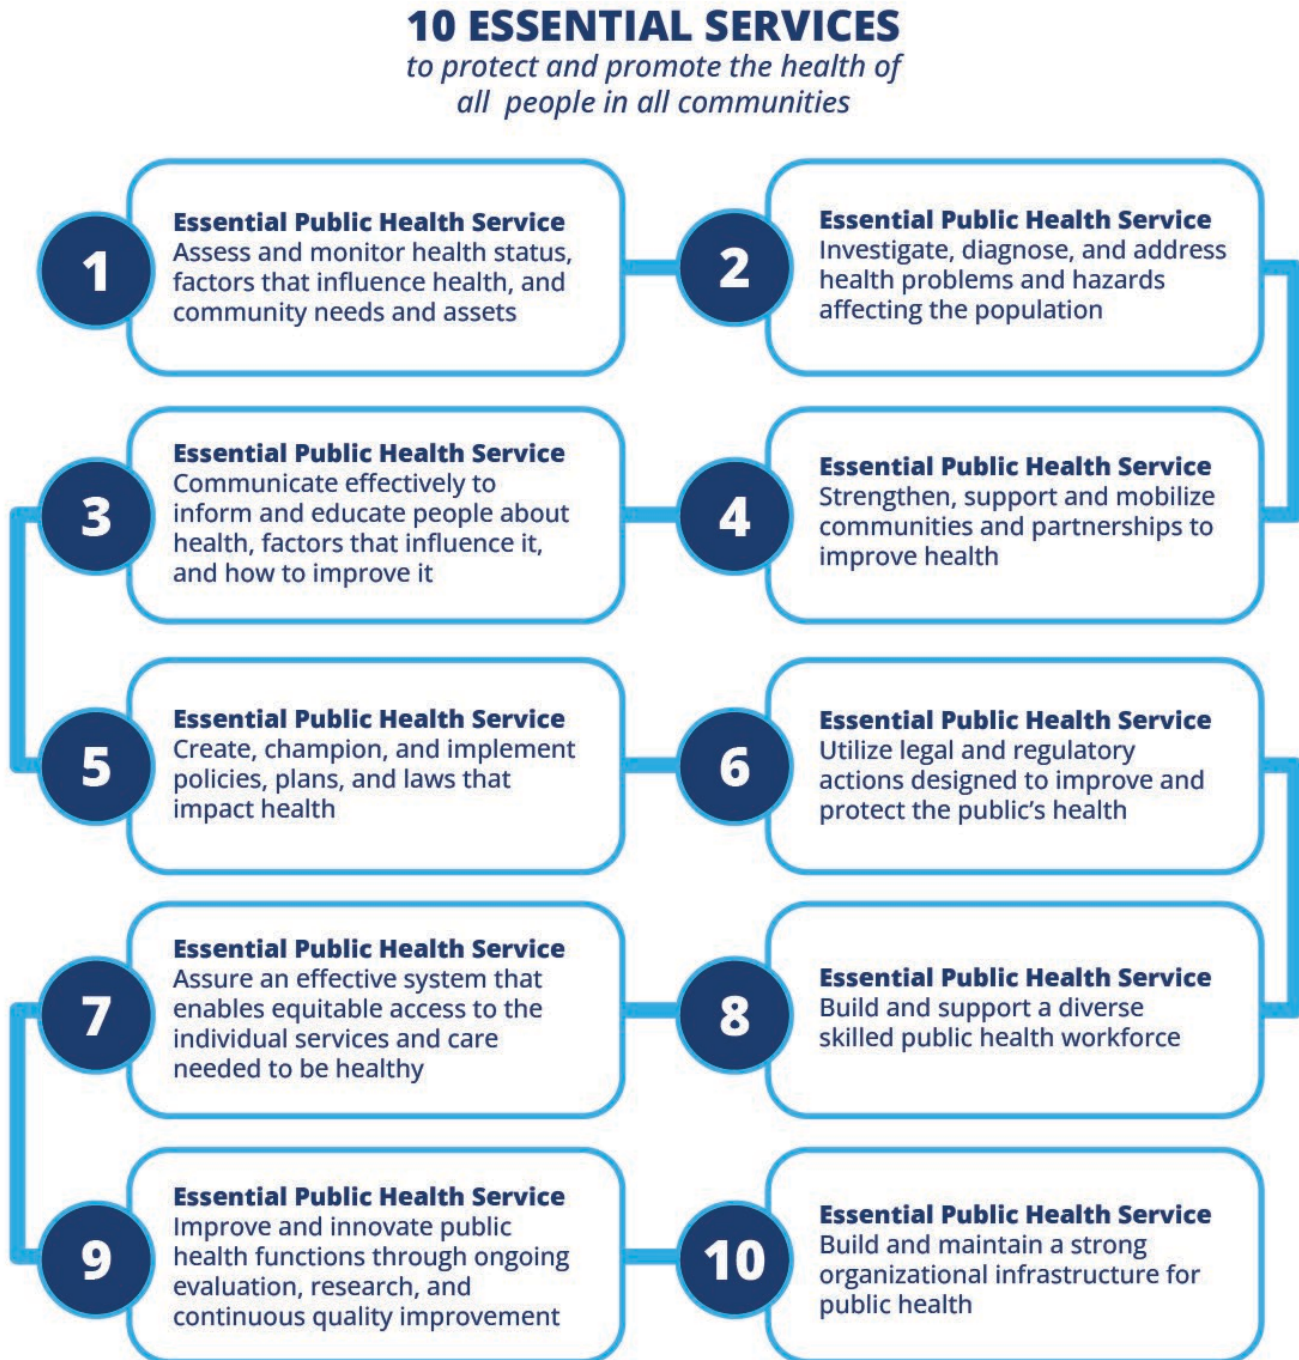 10 ESSENTIAL SERVICES
to protect and promote the health of
all people in all communities
1
Essential Public Health Service
Assess and monitor health status,
factors that influence health, and
community needs and assets
2
Essential Public Health Service
Investigate, diagnose, and address
health problems and hazards
affecting the population
3
Essential Public Health Service
Communicate effectively to
inform and educate people about
health, factors that influence it,
and how to improve it
4
Essential Public Health Service
Strengthen, support and mobilize
communities and partnerships to
improve health
5
Essential Public Health Service
Create, champion, and implement
policies, plans, and laws that
impact health
6
Essential Public Health Service
Utilize legal and regulatory
actions designed to improve and
protect the public’s health
7
Essential Public Health Service
Assure an effective system that
enables equitable access to the
individual services and care
needed to be healthy
8
Essential Public Health Service
Build and support a diverse
skilled public health workforce
9
Essential Public Health Service
Improve and innovate public
health functions through ongoing
evaluation, research, and
continuous quality improvement
10
Essential Public Health Service
Build and maintain a strong
organizational infrastructure for
public health